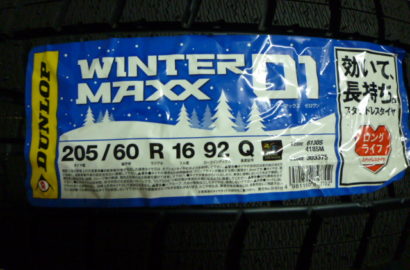 DUNLOP
WINTER MAXX 01
205/60 R 16 92 Q
効いて、
長持ち。
スタッドレスタイヤ
ロング
ライフ